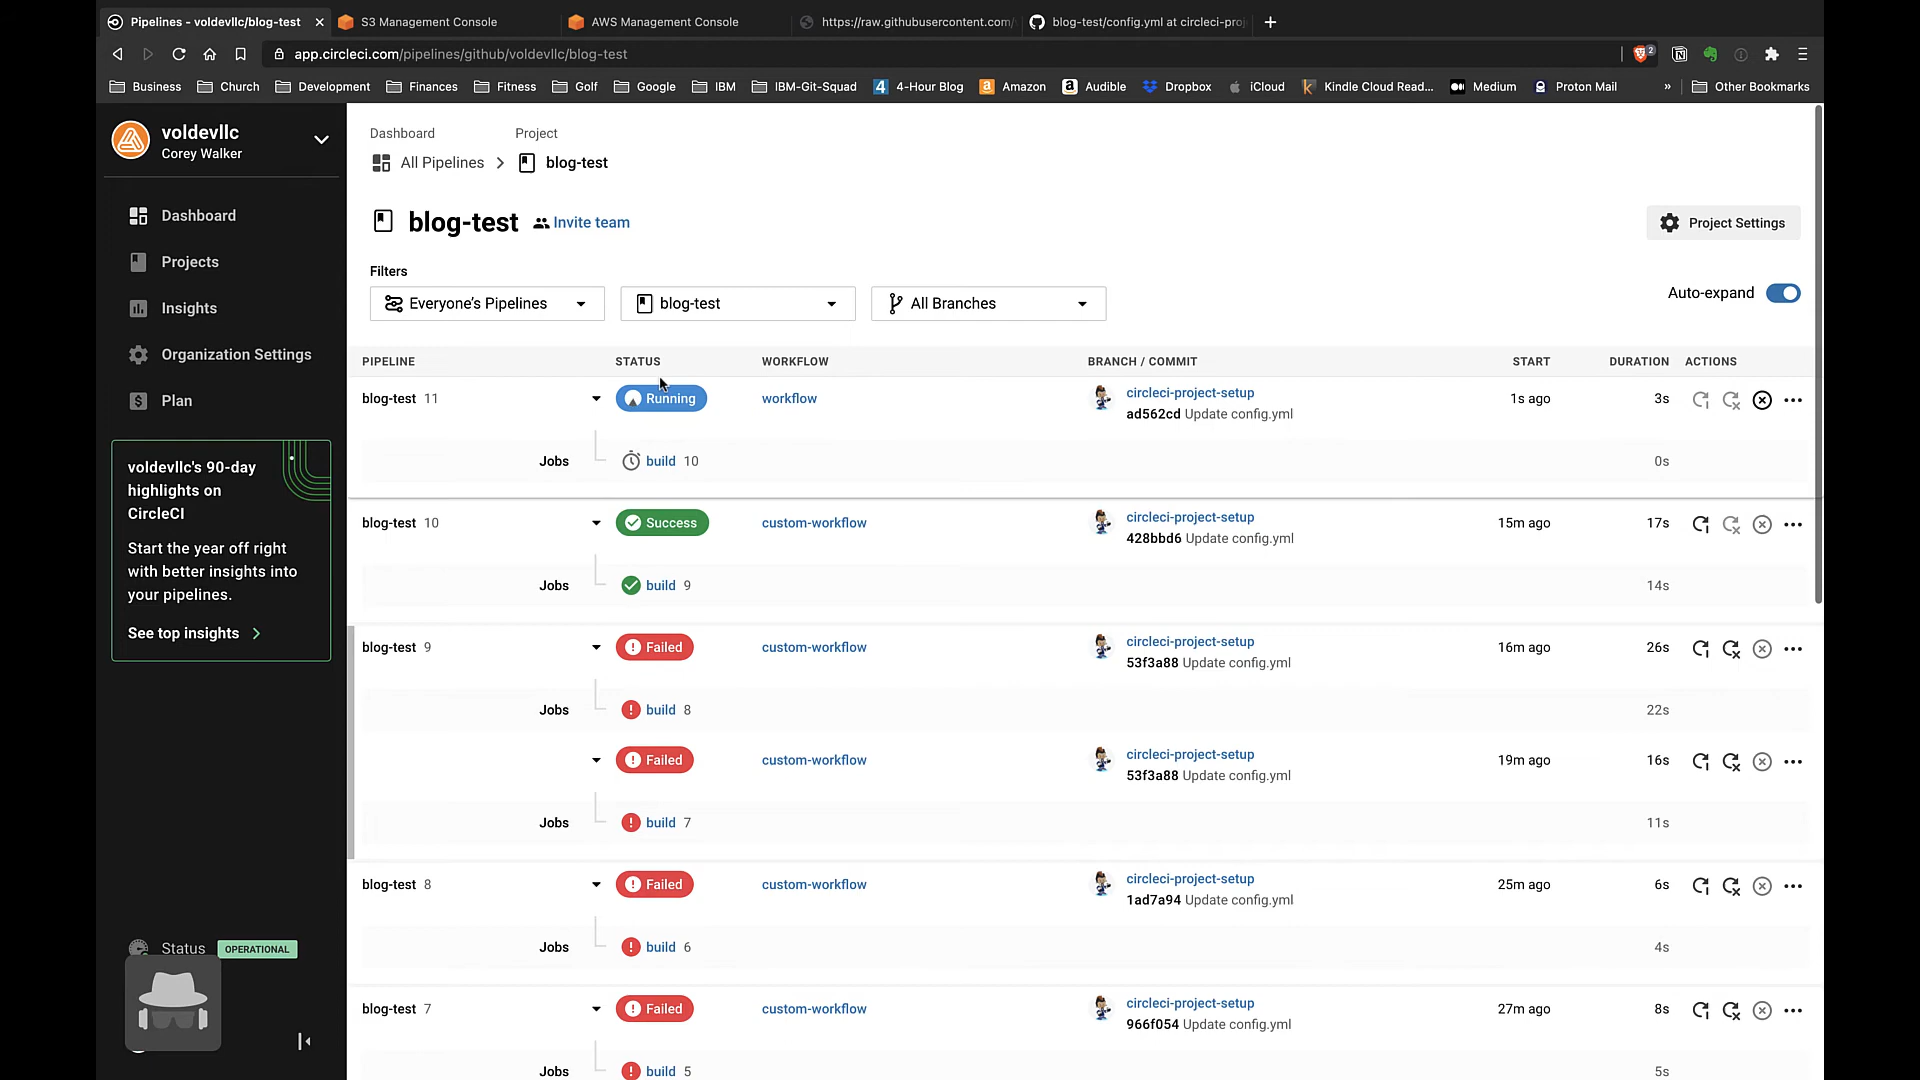 Pipelines - voldevllc/blog-test
S3 Management Console
AWS Management Console
https://raw.githubusercontent.com/
blog-test/config.yml at circleci-proj
app.circleci.com/pipelines/github/voldevllc/blog-test
2
Business
Church
Development
Finances
Fitness
Golf
Google
IBM
IBM-Git-Squad
4-Hour Blog
Amazon
Audible
Dropbox
iCloud
Kindle Cloud Read...
Medium
Proton Mail
»
Other Bookmarks
voldevllc
Corey Walker
Dashboard
Projects
Insights
Organization Settings
Plan
voldevllc's 90-day
highlights on
CircleCI
Start the year off right
with better insights into
your pipelines.
See top insights
Status OPERATIONAL
Dashboard Project
All Pipelines > blog-test
blog-test Invite team
Project Settings
Filters
Everyone’s Pipelines blog-test All Branches
Auto-expand
PIPELINE STATUS WORKFLOW BRANCH / COMMIT START DURATION ACTIONS
blog-test 11 Running workflow circleci-project-setup 1s ago 3s
ad562cd Update config.yml
Jobs build 10 0s
blog-test 10 Success custom-workflow circleci-project-setup 15m ago 17s
428bbd6 Update config.yml
Jobs build 9 14s
blog-test 9 Failed custom-workflow circleci-project-setup 16m ago 26s
53f3a88 Update config.yml
Jobs build 8 22s
Failed custom-workflow circleci-project-setup 19m ago 16s
53f3a88 Update config.yml
Jobs build 7 11s
blog-test 8 Failed custom-workflow circleci-project-setup 25m ago 6s
1ad7a94 Update config.yml
Jobs build 6 4s
blog-test 7 Failed custom-workflow circleci-project-setup 27m ago 8s
966f054 Update config.yml
Jobs build 5 5s